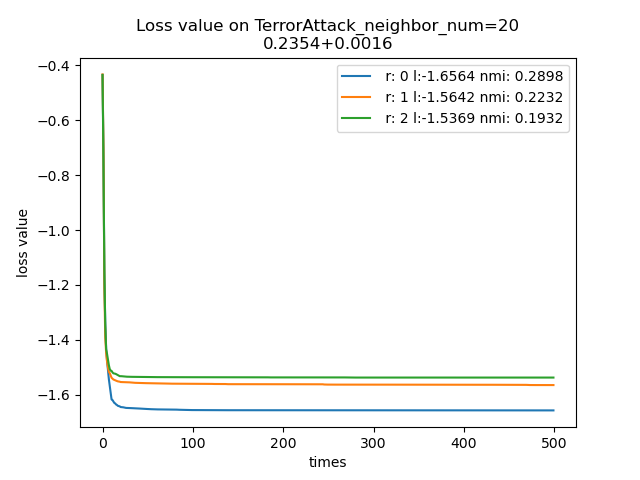 Loss value on TerrorAttack_neighbor_num=20
0.2354+0.0016
r: 0 l:-1.6564 nmi: 0.2898
r: 1 l:-1.5642 nmi: 0.2232
r: 2 l:-1.5369 nmi: 0.1932
loss value
−0.4
−0.6
−0.8
−1.0
−1.2
−1.4
−1.6
0 100 200 300 400 500
times